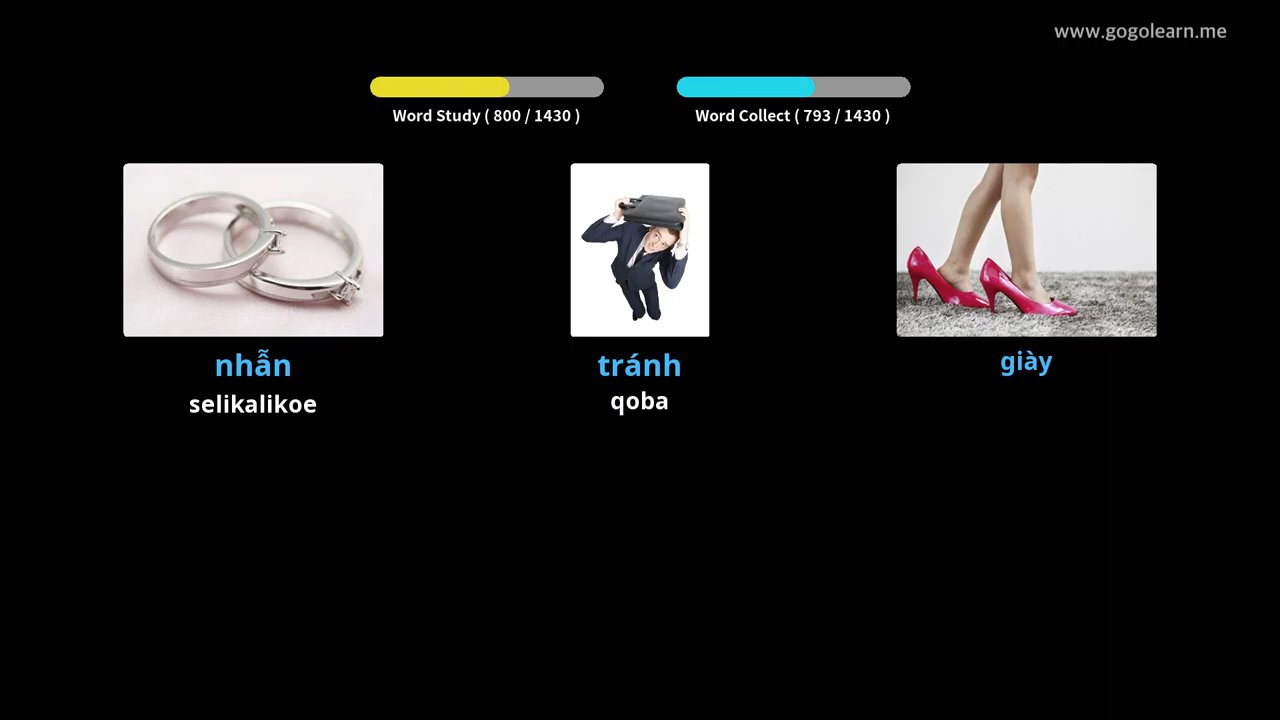 www.gogolearn.me
Word Study ( 800 / 1430 )
Word Collect ( 793 / 1430 )
nhẫn
selikalikoe
tránh
qoba
giày